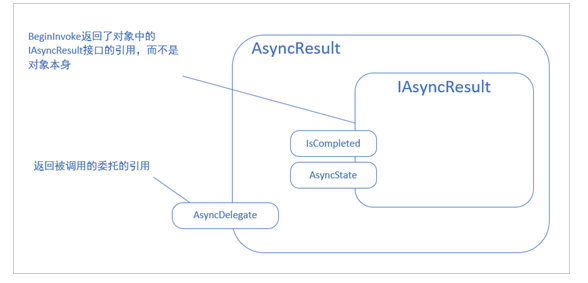 BeginInvoke返回了对象中的
IAsyncResult接口的引用，而不是
对象本身
AsyncResult
IAsyncResult
IsCompleted
AsyncState
返回被调用的委托的引用
AsyncDelegate